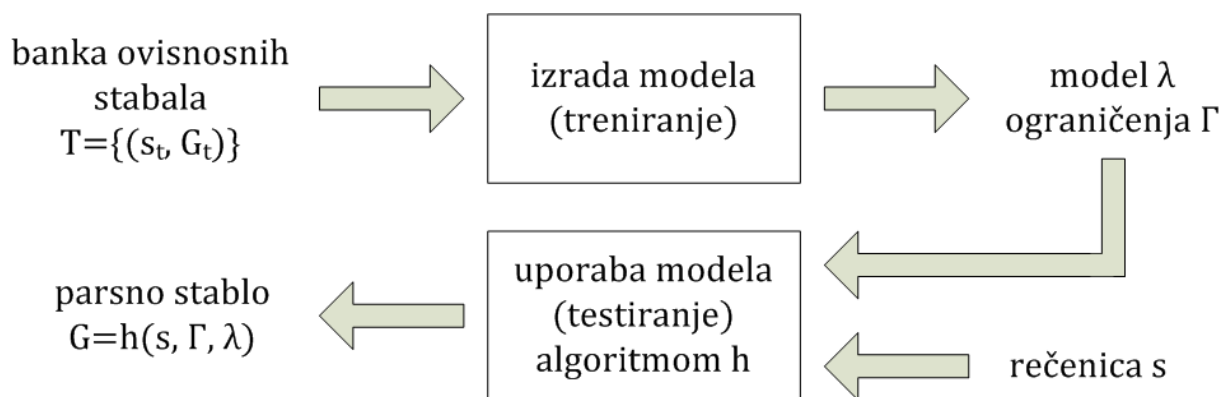 banka ovisnosnih
stabala
T={(sₜ, Gₜ)}
izrada modela
(treniranje)
model λ
ograničenja Γ
parsno stablo
G=h(s, Γ, λ)
uporaba modela
(testiranje)
algoritmom h
rečenica s